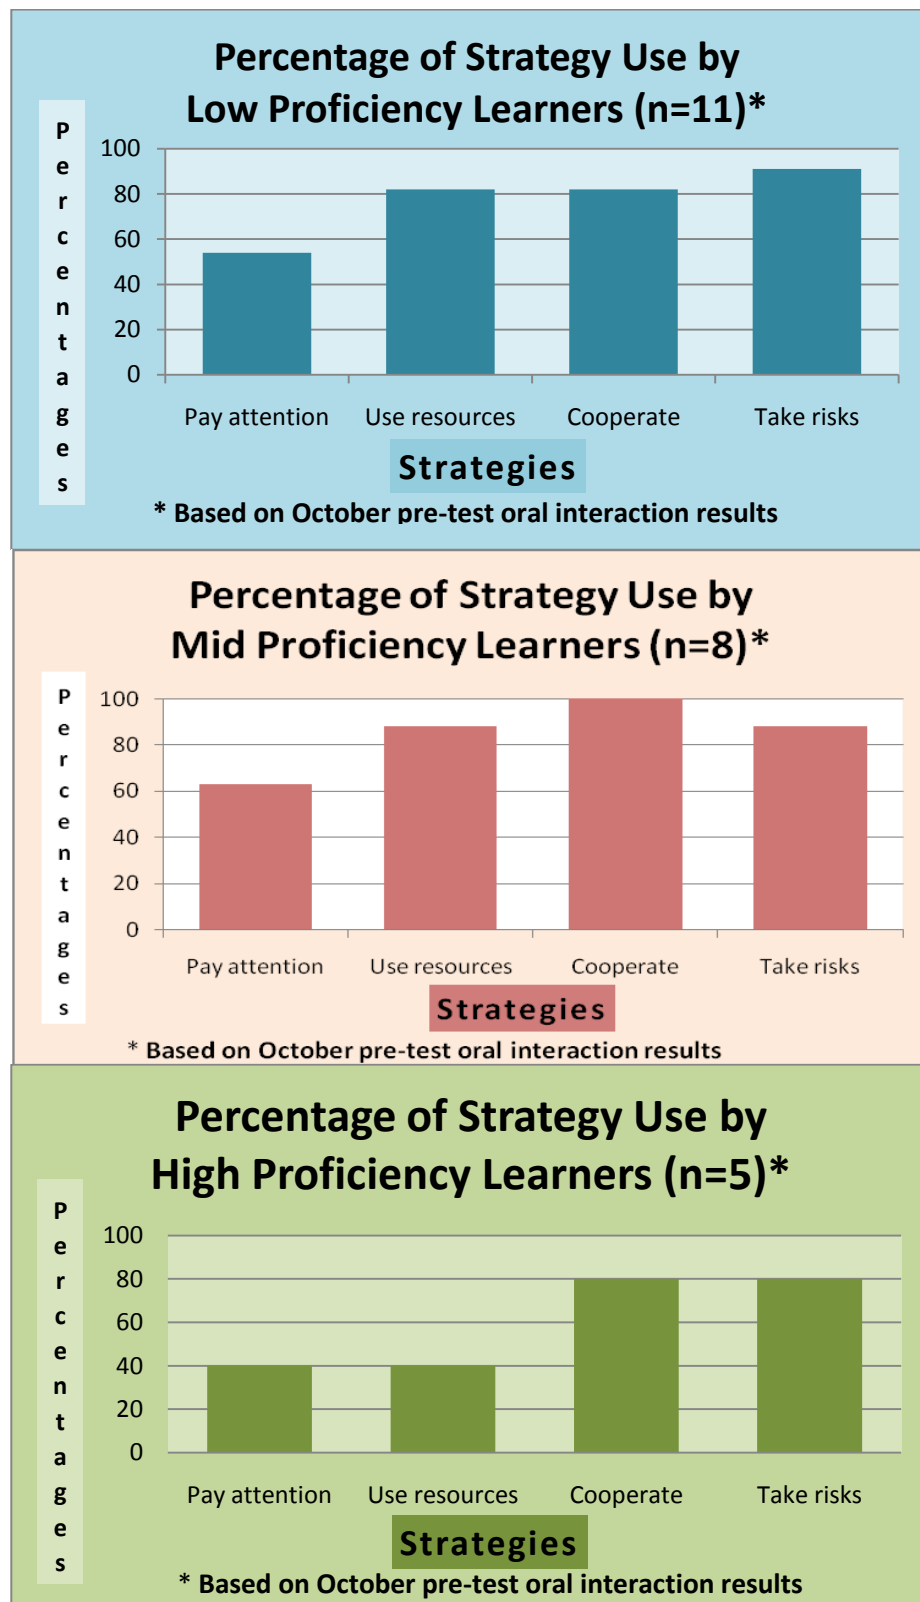 Percentage of Strategy Use by
Low Proficiency Learners (n=11)*
Percentages
100
80
60
40
20
0
Pay attention Use resources Cooperate Take risks
Strategies
* Based on October pre-test oral interaction results
Percentage of Strategy Use by
Mid Proficiency Learners (n=8)*
Percentages
100
80
60
40
20
0
Pay attention Use resources Cooperate Take risks
Strategies
* Based on October pre-test oral interaction results
Percentage of Strategy Use by
High Proficiency Learners (n=5)*
Percentages
100
80
60
40
20
0
Pay attention Use resources Cooperate Take risks
Strategies
* Based on October pre-test oral interaction results